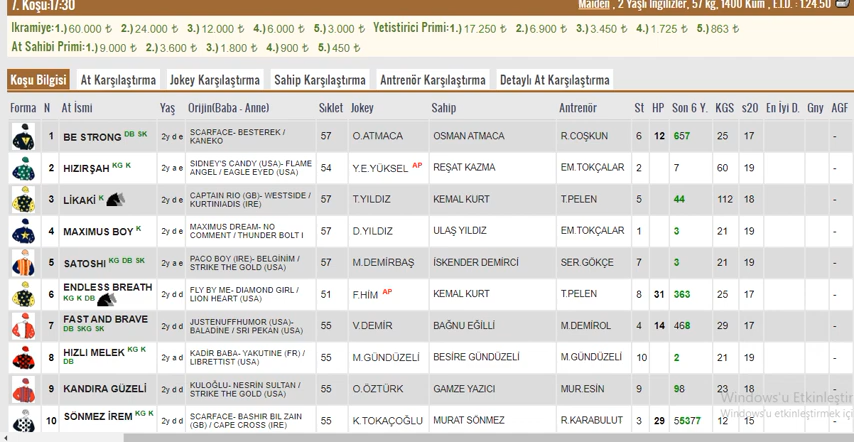 7. Koşu:17:30 Maiden , 2 Yaşlı İngilizler, 57 kg, 1400 Kum , E.İ.D. : 1.24.50
Ikramiye: 1.) 60.000 ₺ 2.) 24.000 ₺ 3.) 12.000 ₺ 4.) 6.000 ₺ 5.) 3.000 ₺ Yetistirici Primi: 1.) 17.250 ₺ 2.) 6.900 ₺ 3.) 3.450 ₺ 4.) 1.725 ₺ 5.) 863 ₺
At Sahibi Primi: 1.) 9.000 ₺ 2.) 3.600 ₺ 3.) 1.800 ₺ 4.) 900 ₺ 5.) 450 ₺
Koşu Bilgisi At Karşılaştırma Jokey Karşılaştırma Sahip Karşılaştırma Antrenör Karşılaştırma Detaylı At Karşılaştırma
Forma N At İsmi Yaş Orijin(Baba - Anne) Sıklet Jokey Sahip Antrenör St HP Son 6 Y. KGS s20 En İyi D. Gny AGF
1 BE STRONG DB SK 2y d e SCARFACE- BESTEREK / KANEKO 57 O.ATMACA OSMAN ATMACA R.COŞKUN 6 12 657 25 17 -
2 HIZIRŞAH KG K 2y a e SIDNEY'S CANDY (USA)- FLAME ANGEL / EAGLE EYED (USA) 54 Y.E.YÜKSEL AP REŞAT KAZMA EM.TOKÇALAR 2 7 60 19 -
3 LİKAKİ K 2y d e CAPTAIN RIO (GB)- WESTSIDE / KURTINIADIS (IRE) 57 T.YILDIZ KEMAL KURT T.PELEN 5 44 112 18 -
4 MAXIMUS BOY K 2y d e MAXIMUS DREAM- NO COMMENT / THUNDER BOLT I 57 D.YILDIZ ULAŞ YILDIZ EM.TOKÇALAR 1 3 21 19 -
5 SATOSHI KG DB SK 2y a e PACO BOY (IRE)- BELGİNİM / STRIKE THE GOLD (USA) 57 M.DEMİRBAŞ İSKENDER DEMİRCİ SER.GÖKÇE 7 3 21 19 -
6 ENDLESS BREATH KG K DB 2y d d FLY BY ME- DIAMOND GIRL / LION HEART (USA) 51 F.HİM AP KEMAL KURT T.PELEN 8 31 363 25 17 -
7 FAST AND BRAVE DB SKG SK 2y d d JUSTENUFFHUMOR (USA)- BALADINE / SRI PEKAN (USA) 55 V.DEMİR BAĞNU EĞİLLİ M.DEMİROL 4 14 468 29 17 -
8 HIZLI MELEK KG K DB 2y a d KADİR BABA- YAKUTINE (FR) / LIBRETTIST (USA) 55 M.GÜNDÜZELİ BESİRE GÜNDÜZELİ M.GÜNDÜZELİ 10 2 21 19 -
9 KANDIRA GÜZELİ 2y d d KULOĞLU- NESRİN SULTAN / STRIKE THE GOLD (USA) 55 O.ÖZTÜRK GAMZE YAZICI MUR.ESİN 9 98 23 18 -
Windows'u Etkinleştir
10 SÖNMEZ İREM KG K 2y d d SCARFACE- BASHIR BIL ZAIN (GB) / CAPE CROSS (IRE) 55 K.TOKAÇOĞLU MURAT SÖNMEZ R.KARABULUT 3 29 55377 12 15 -
Windows'u etkinleştirmek içi